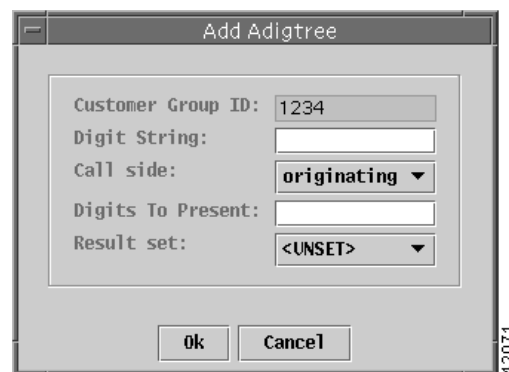 Add Adigtree
Customer Group ID: 1234
Digit String:
Call side: originating
Digits To Present:
Result set: <UNSET>
Ok Cancel